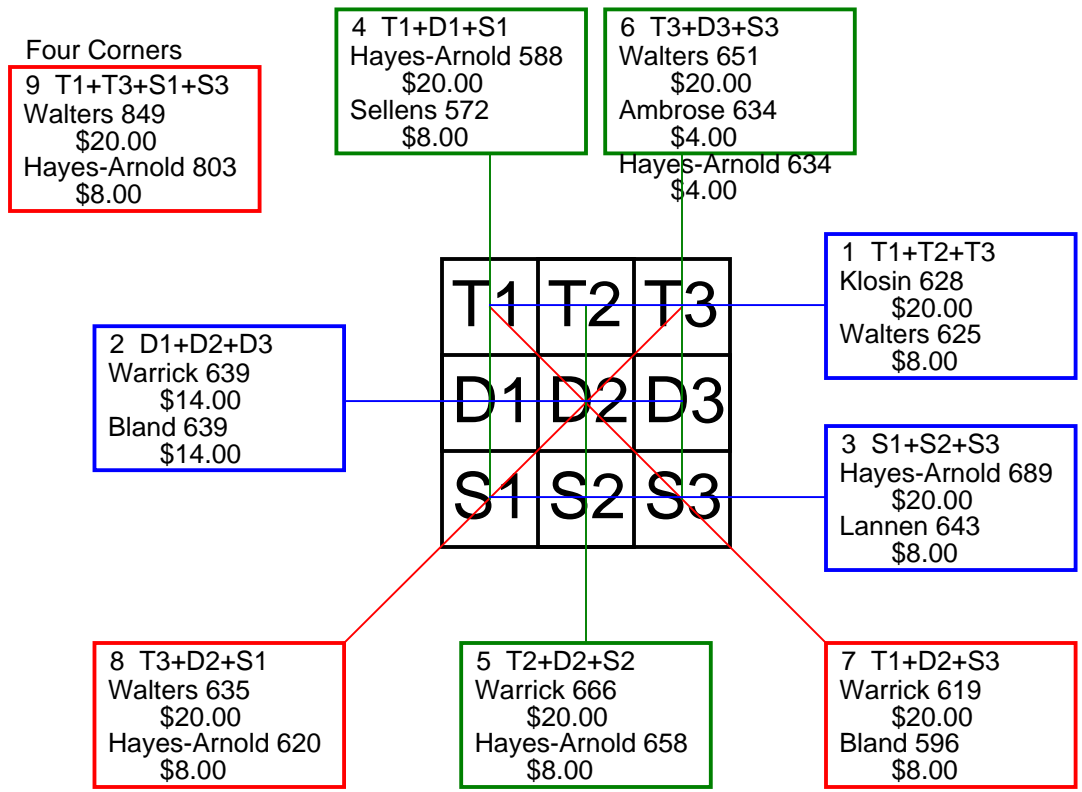 Four Corners
9 T1+T3+S1+S3
Walters 849
$20.00
Hayes-Arnold 803
$8.00
4 T1+D1+S1
Hayes-Arnold 588
$20.00
Sellens 572
$8.00
6 T3+D3+S3
Walters 651
$20.00
Ambrose 634
$4.00
Hayes-Arnold 634
$4.00
1 T1+T2+T3
Klosin 628
$20.00
Walters 625
$8.00
2 D1+D2+D3
Warrick 639
$14.00
Bland 639
$14.00
T1 T2 T3
D1 D2 D3
S1 S2 S3
3 S1+S2+S3
Hayes-Arnold 689
$20.00
Lannen 643
$8.00
8 T3+D2+S1
Walters 635
$20.00
Hayes-Arnold 620
$8.00
5 T2+D2+S2
Warrick 666
$20.00
Hayes-Arnold 658
$8.00
7 T1+D2+S3
Warrick 619
$20.00
Bland 596
$8.00